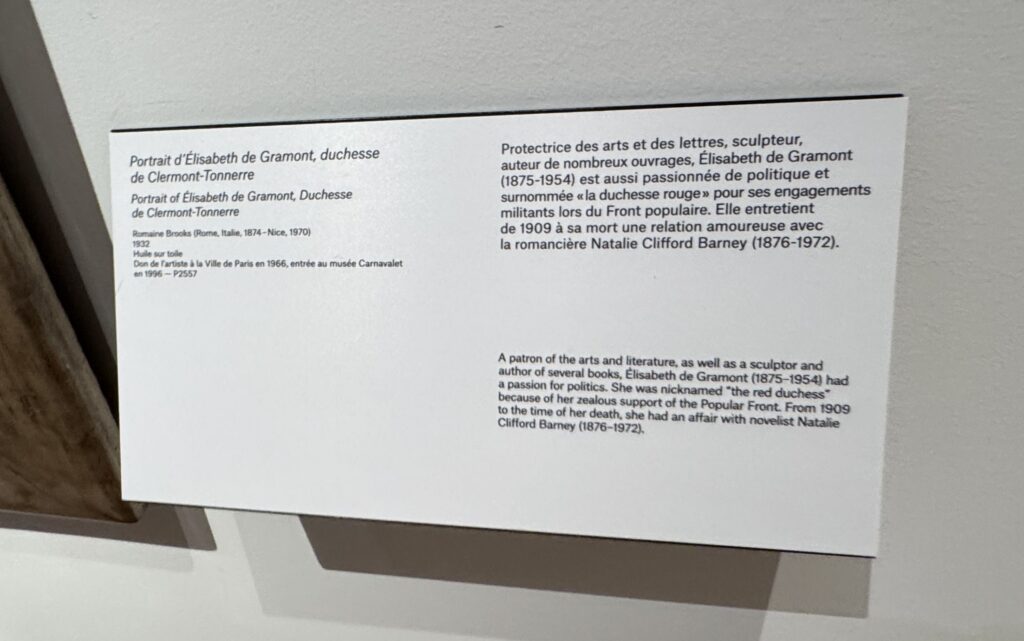 Portrait d'Élisabeth de Gramont, duchesse
de Clermont-Tonnerre
Portrait of Élisabeth de Gramont, Duchesse
de Clermont-Tonnerre
Romaine Brooks (Rome, Italie, 1874–Nice, 1970)
1932
Huile sur toile
Don de l'artiste à la Ville de Paris en 1966, entrée au musée Carnavalet
en 1996 — P2557
Protectrice des arts et des lettres, sculpteur,
auteur de nombreux ouvrages, Élisabeth de Gramont
(1875-1954) est aussi passionnée de politique et
surnommée «la duchesse rouge» pour ses engagements
militants lors du Front populaire. Elle entretient
de 1909 à sa mort une relation amoureuse avec
la romancière Natalie Clifford Barney (1876-1972).
A patron of the arts and literature, as well as a sculptor and
author of several books, Élisabeth de Gramont (1875–1954) had
a passion for politics. She was nicknamed "the red duchess"
because of her zealous support of the Popular Front. From 1909
to the time of her death, she had an affair with novelist Natalie
Clifford Barney (1876–1972).